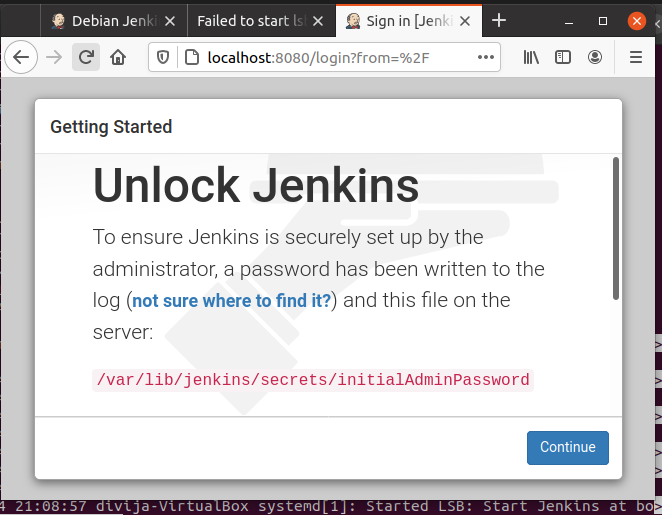 Debian Jenki
Failed to start ls
Sign in [Jenki
localhost:8080/login?from=%2F
Getting Started
Unlock Jenkins
To ensure Jenkins is securely set up by the
administrator, a password has been written to the
log (not sure where to find it?) and this file on the
server:
/var/lib/jenkins/secrets/initialAdminPassword
Continue
4 21:08:57 divija-VirtualBox systemd[1]: Started LSB: Start Jenkins at bo>